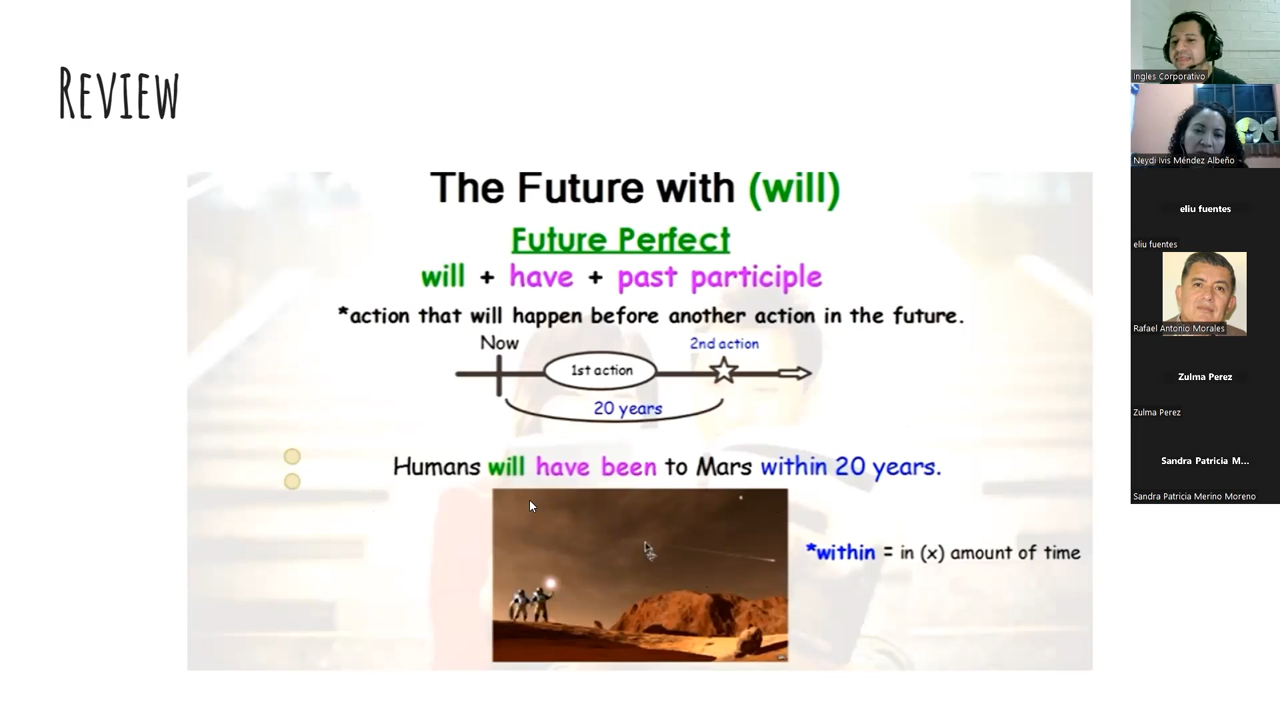 Review
The Future with (will)
Future Perfect
will + have + past participle
*action that will happen before another action in the future.
Now
2nd action
1st action
20 years
Humans will have been to Mars within 20 years.
*within = in (x) amount of time
Ingles Corporativo
Neydi Ivis Méndez Albeño
eliu fuentes
eliu fuentes
Rafael Antonio Morales
Zulma Perez
Zulma Perez
Sandra Patricia M...
Sandra Patricia Merino Moreno